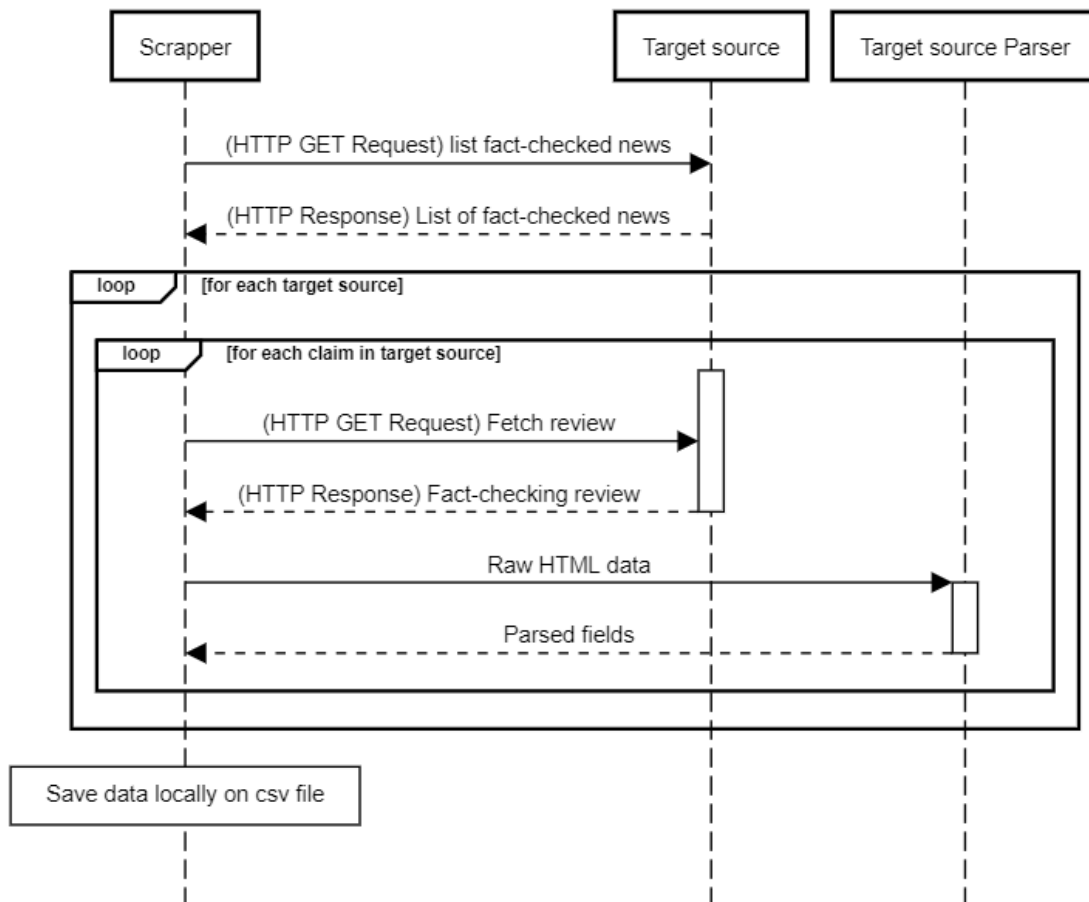 Scrapper
Target source
Target source Parser
(HTTP GET Request) list fact-checked news
(HTTP Response) List of fact-checked news
loop
[for each target source]
loop
[for each claim in target source]
(HTTP GET Request) Fetch review
(HTTP Response) Fact-checking review
Raw HTML data
Parsed fields
Save data locally on csv file